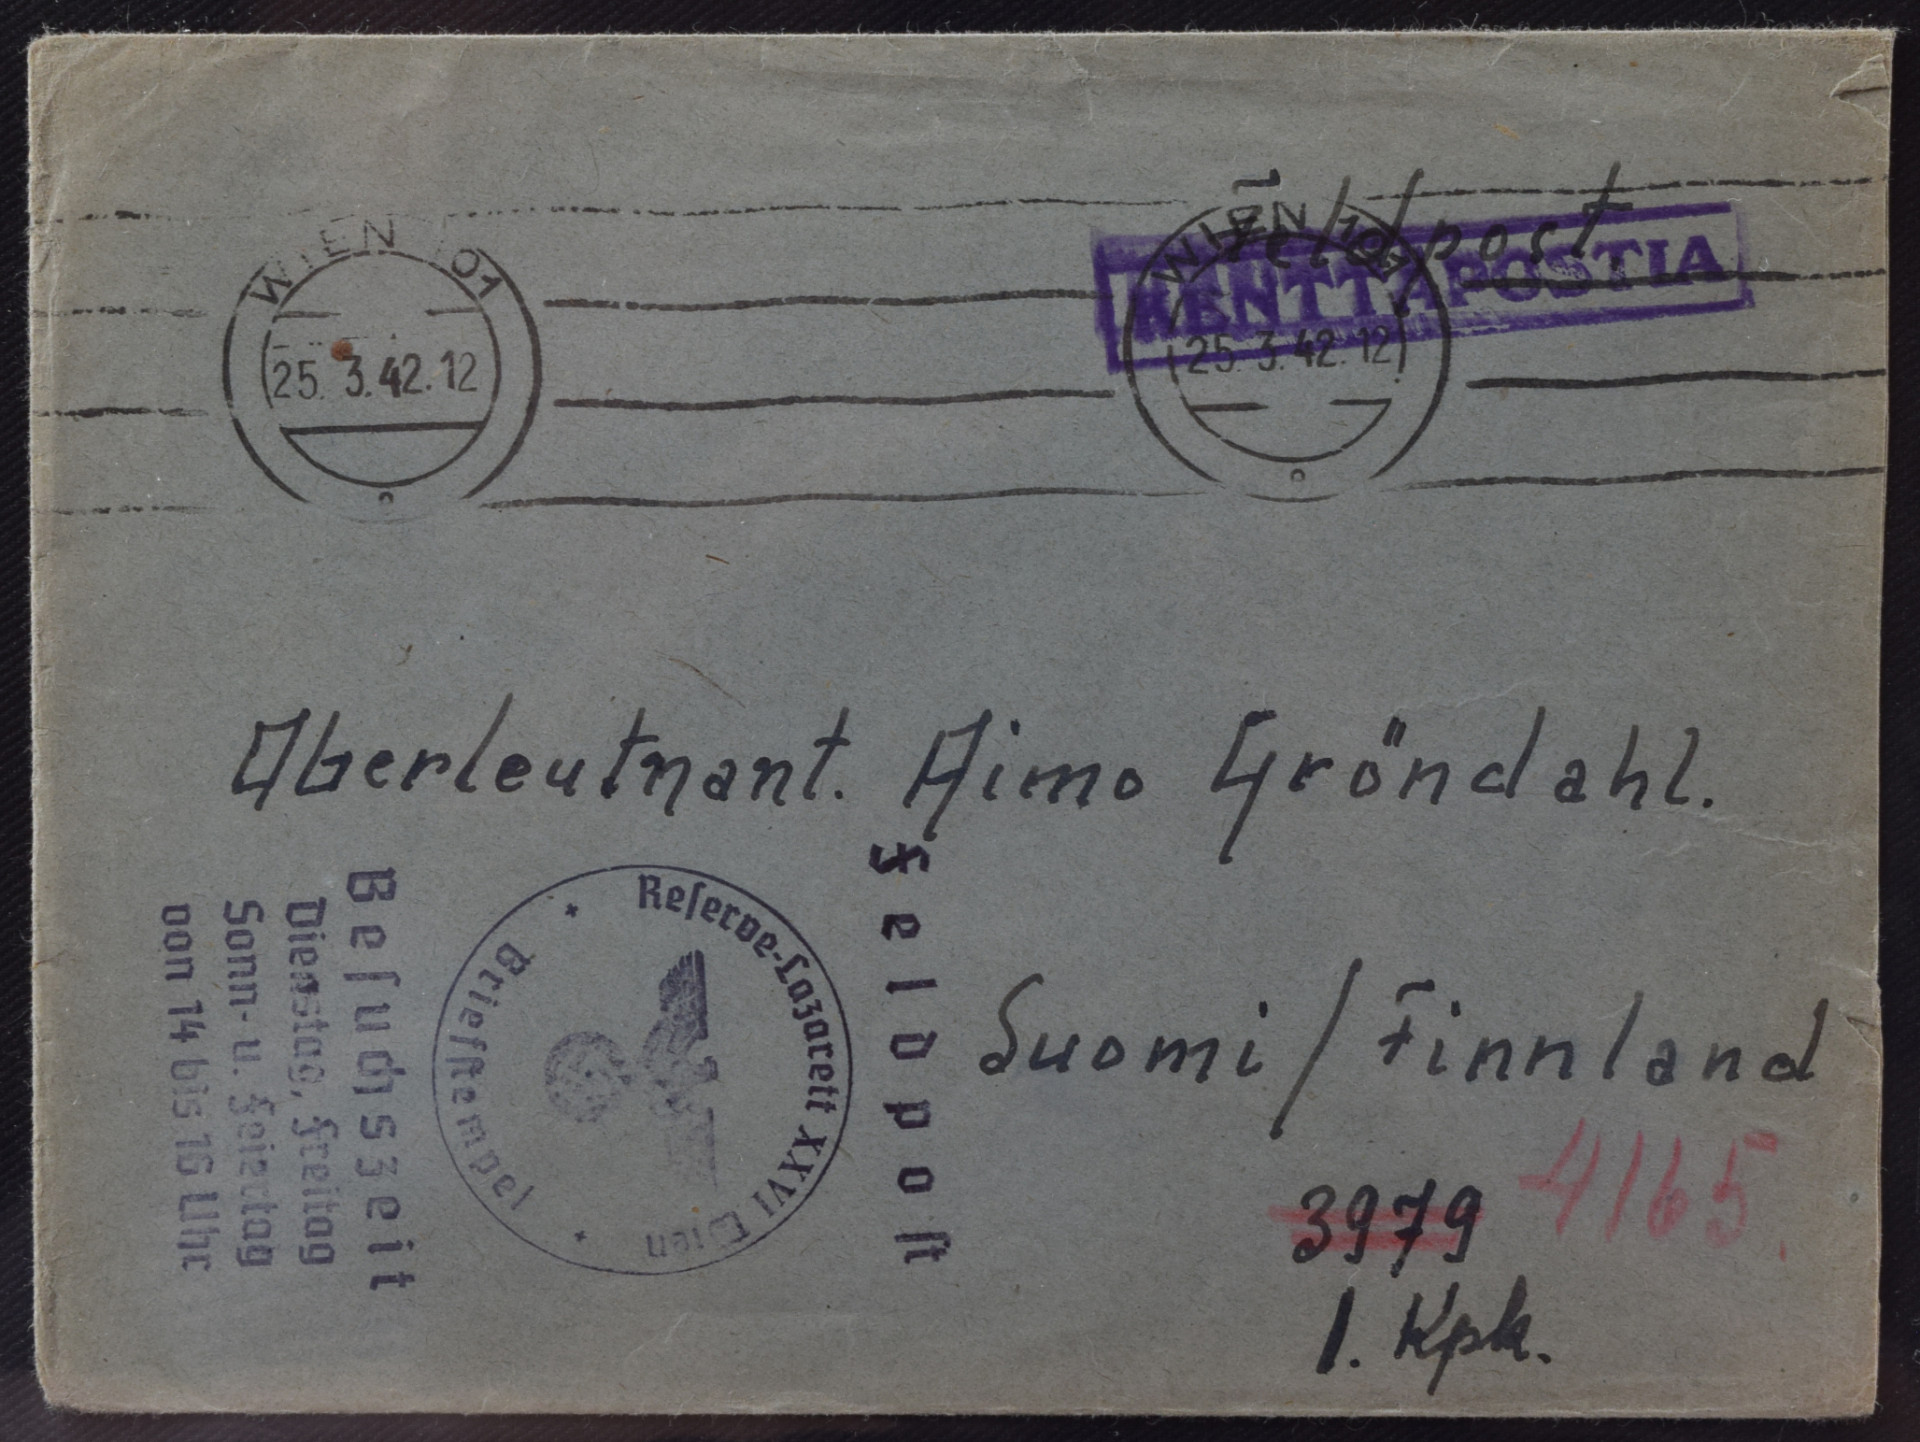 Feldpost.
KENTTÄPOSTIA
WIEN 101
25. 3. 42. 12
WIEN 101
25. 3. 42. 12
Oberleutnant. Aimo Gröndahl.
Suomi / Finnland
3979 4165.
1. Kpk.
Feldpoſt
Reſerve-Lazarett XXVI Wien
Briefſtempel
Beſuchszeit
Dienstag, Freitag
Sonn- u. Feiertag
von 14 bis 16 Uhr